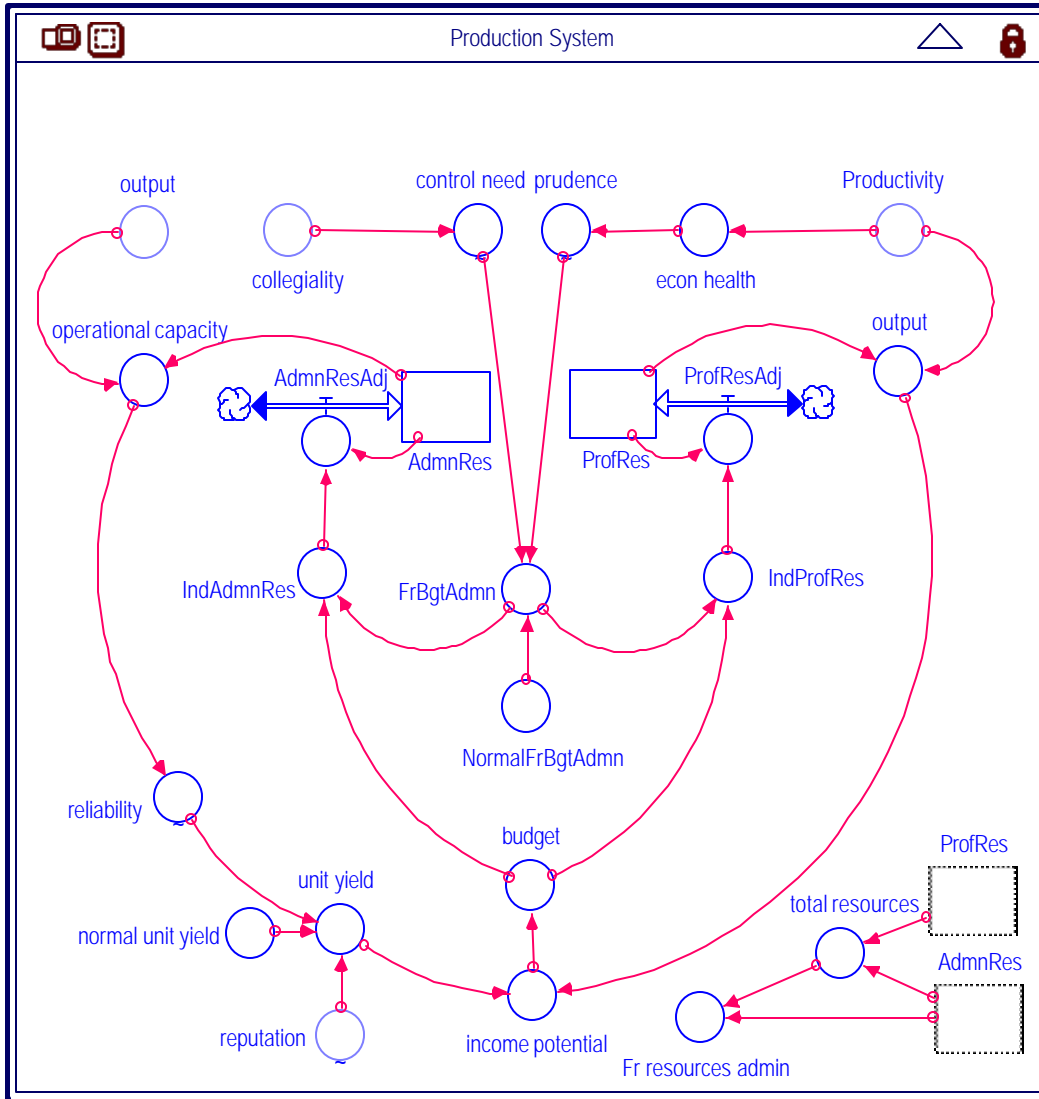 Production System
output
control need prudence
Productivity
collegiality
econ health
operational capacity
output
AdmnResAdj
ProfResAdj
AdmnRes
ProfRes
IndAdmnRes
FrBgtAdmn
IndProfRes
NormalFrBgtAdmn
reliability
budget
ProfRes
unit yield
total resources
normal unit yield
AdmnRes
reputation
income potential
Fr resources admin